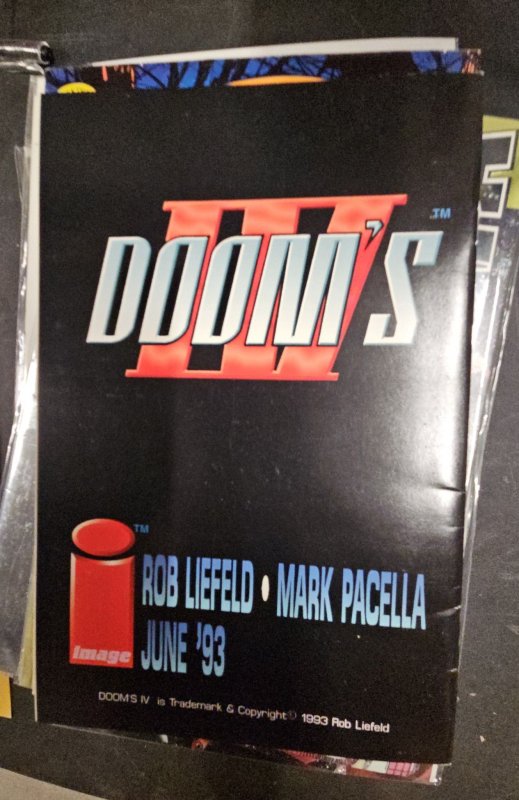 IV ™
DOOM'S
™
ROB LIEFELD • MARK PACELLA
JUNE '93
Image
DOOM'S IV is Trademark & Copyright © 1993 Rob Liefeld